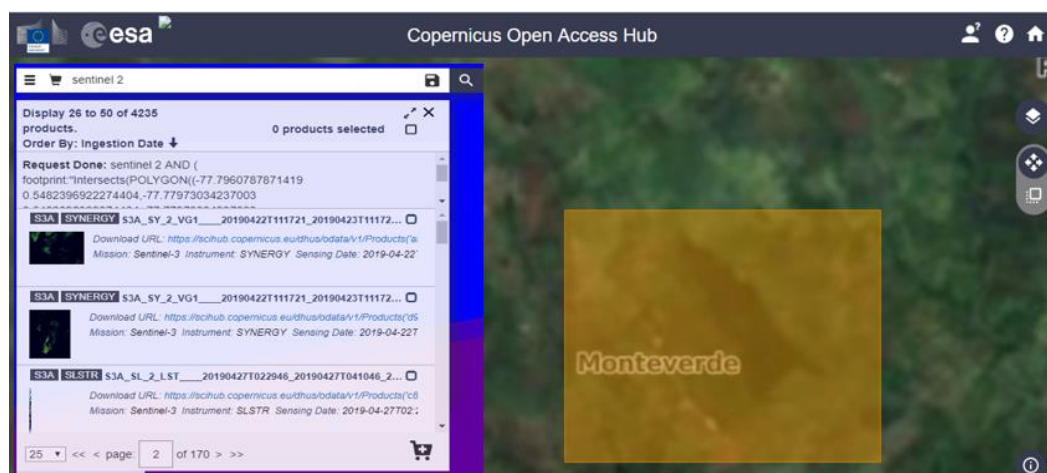 esa
Copernicus Open Access Hub
sentinel 2
Display 26 to 50 of 4235
products.
0 products selected
Order By: Ingestion Date
Request Done: sentinel 2 AND (
footprint:"Intersects(POLYGON((-77.7960787871419
0.5482396922274404,-77.77973034237003
S3A SYNERGY S3A_SY_2_VG1____20190422T111721_20190423T11172...
Download URL: https://scihub.copernicus.eu/dhus/odata/v1/Products('a
Mission: Sentinel-3 Instrument: SYNERGY Sensing Date: 2019-04-22
S3A SYNERGY S3A_SY_2_VG1____20190422T111721_20190423T11172...
Download URL: https://scihub.copernicus.eu/dhus/odata/v1/Products('d9
Mission: Sentinel-3 Instrument: SYNERGY Sensing Date: 2019-04-22T
S3A SLSTR S3A_SL_2_LST____20190427T022946_20190427T041046_2...
Download URL: https://scihub.copernicus.eu/dhus/odata/v1/Products('c6
Mission: Sentinel-3 Instrument: SLSTR Sensing Date: 2019-04-27T02:
25 << < page: 2 of 170 > >>
Monteverde